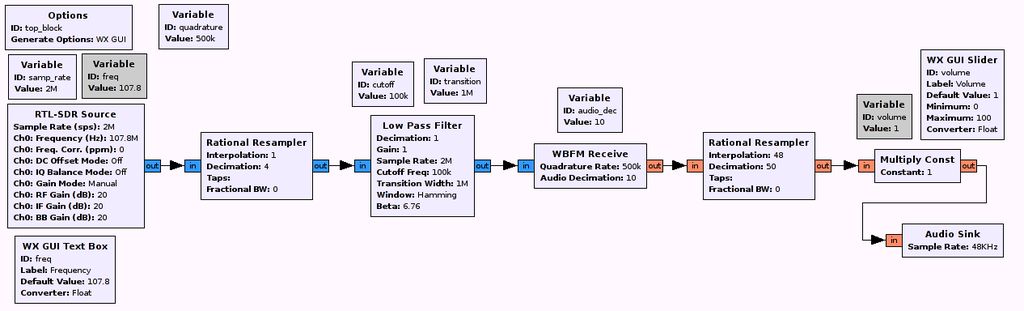 Options
ID: top_block
Generate Options: WX GUI
Variable
ID: quadrature
Value: 500k
Variable
ID: samp_rate
Value: 2M
Variable
ID: freq
Value: 107.8
RTL-SDR Source
Sample Rate (sps): 2M
Ch0: Frequency (Hz): 107.8M
Ch0: Freq. Corr. (ppm): 0
Ch0: DC Offset Mode: Off
Ch0: IQ Balance Mode: Off
Ch0: Gain Mode: Manual
Ch0: RF Gain (dB): 20
Ch0: IF Gain (dB): 20
Ch0: BB Gain (dB): 20
out
WX GUI Text Box
ID: freq
Label: Frequency
Default Value: 107.8
Converter: Float
in
Rational Resampler
Interpolation: 1
Decimation: 4
Taps:
Fractional BW: 0
out
Variable
ID: cutoff
Value: 100k
Variable
ID: transition
Value: 1M
in
Low Pass Filter
Decimation: 1
Gain: 1
Sample Rate: 2M
Cutoff Freq: 100k
Transition Width: 1M
Window: Hamming
Beta: 6.76
out
Variable
ID: audio_dec
Value: 10
in
WBFM Receive
Quadrature Rate: 500k
Audio Decimation: 10
out
in
Rational Resampler
Interpolation: 48
Decimation: 50
Taps:
Fractional BW: 0
out
Variable
ID: volume
Value: 1
WX GUI Slider
ID: volume
Label: Volume
Default Value: 1
Minimum: 0
Maximum: 100
Converter: Float
in
Multiply Const
Constant: 1
out
in
Audio Sink
Sample Rate: 48KHz